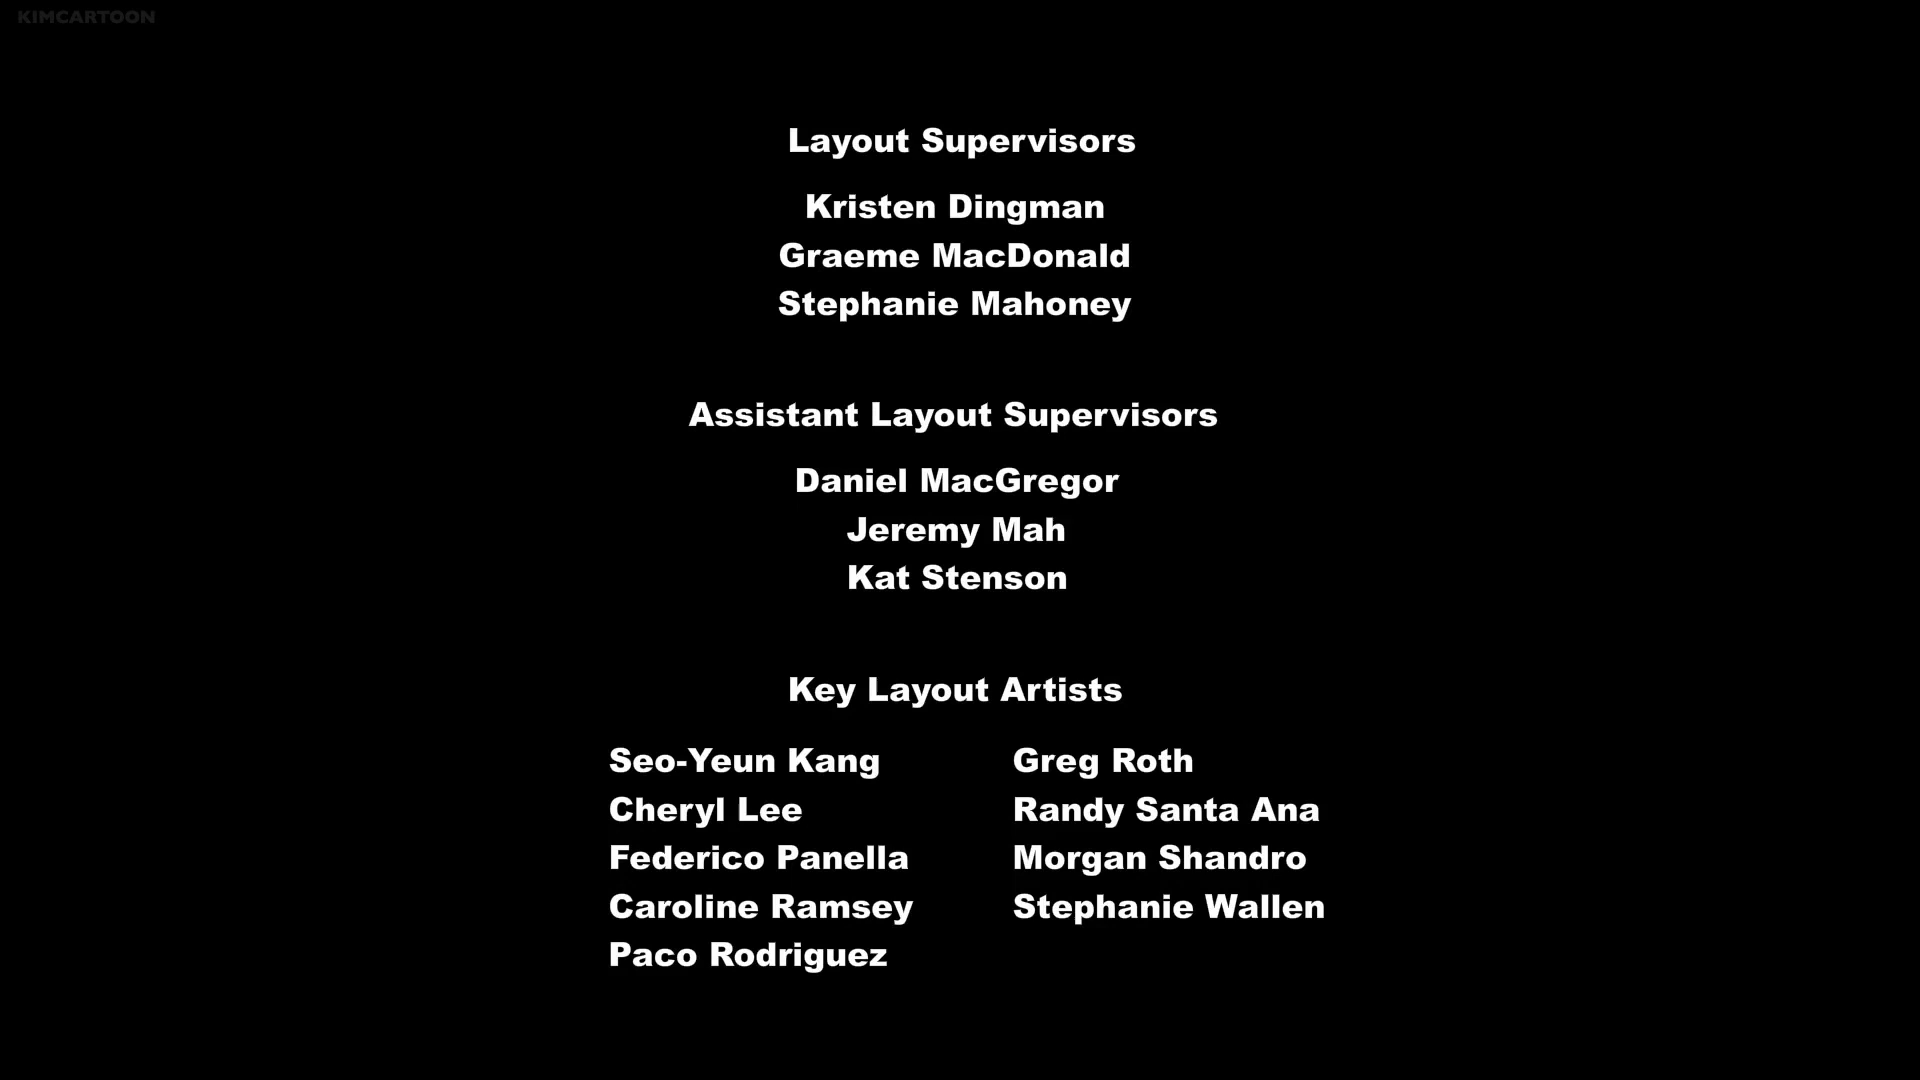 KIMCARTOON
Layout Supervisors
Kristen Dingman
Graeme MacDonald
Stephanie Mahoney
Assistant Layout Supervisors
Daniel MacGregor
Jeremy Mah
Kat Stenson
Key Layout Artists
Seo-Yeun Kang
Cheryl Lee
Federico Panella
Caroline Ramsey
Paco Rodriguez
Greg Roth
Randy Santa Ana
Morgan Shandro
Stephanie Wallen